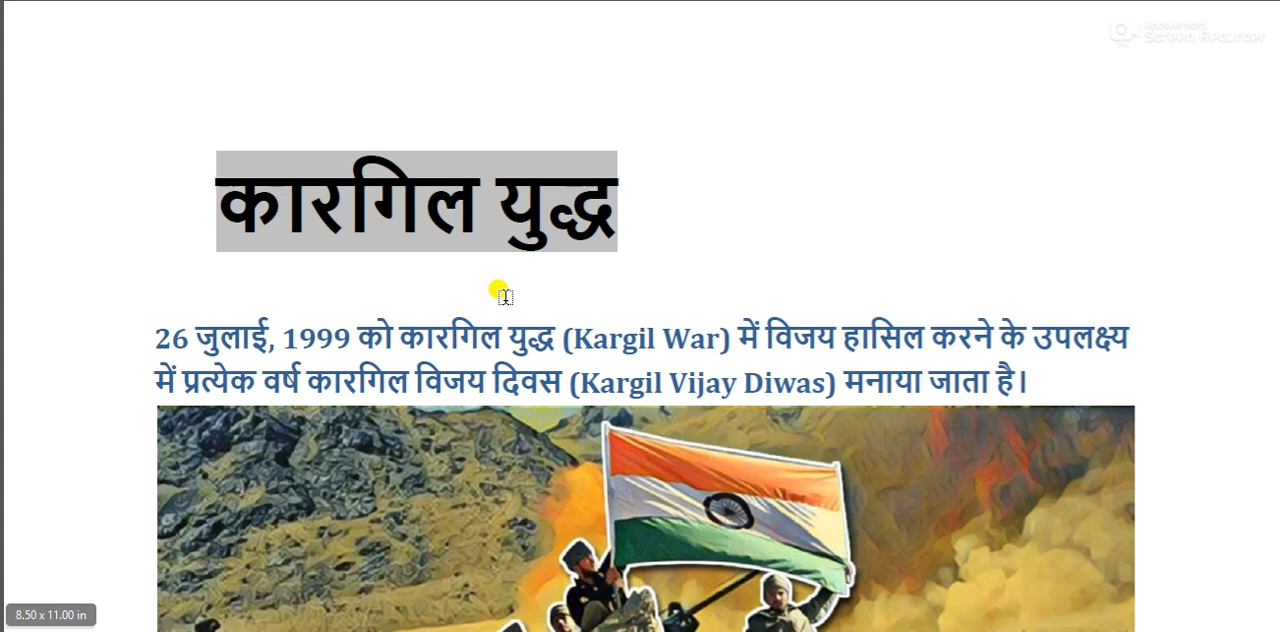 Apowersoft
Screen Recorder
कारगिल युद्ध
26 जुलाई, 1999 को कारगिल युद्ध (Kargil War) में विजय हासिल करने के उपलक्ष्य
में प्रत्येक वर्ष कारगिल विजय दिवस (Kargil Vijay Diwas) मनाया जाता है।
8.50 x 11.00 in